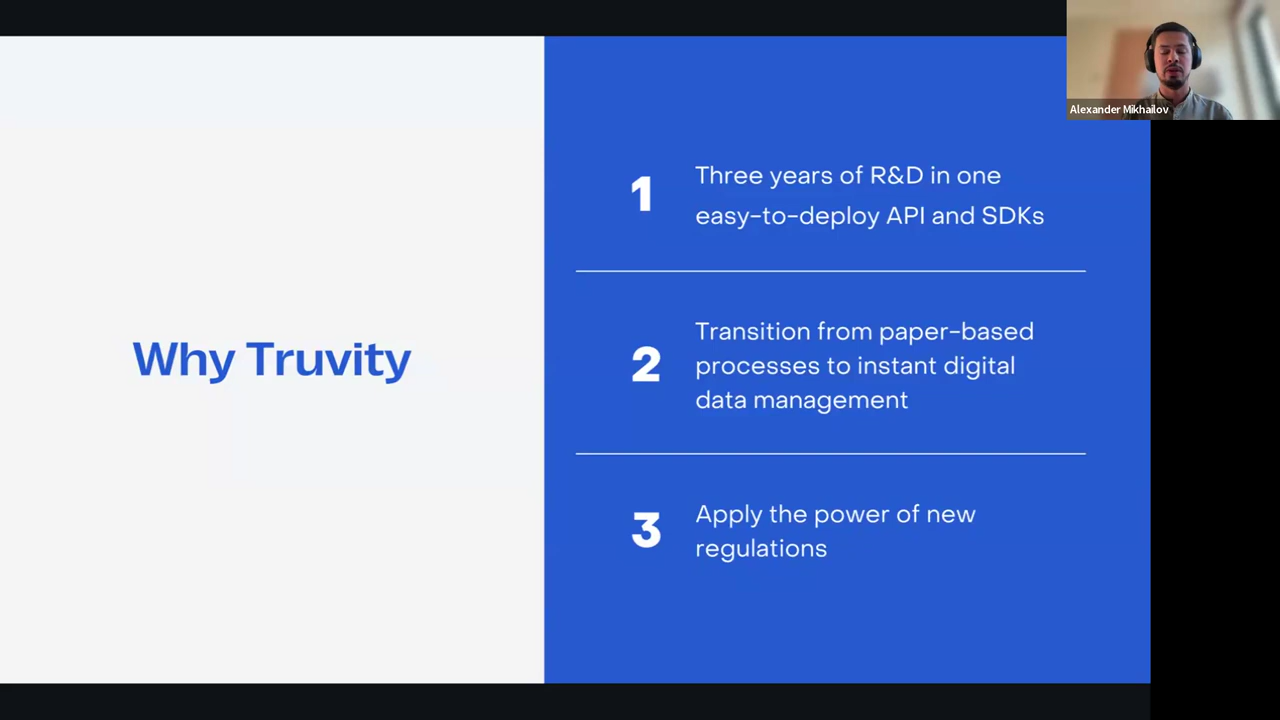 Alexander Mikhailov
Why Truvity
1
Three years of R&D in one
easy-to-deploy API and SDKs
2
Transition from paper-based
processes to instant digital
data management
3
Apply the power of new
regulations